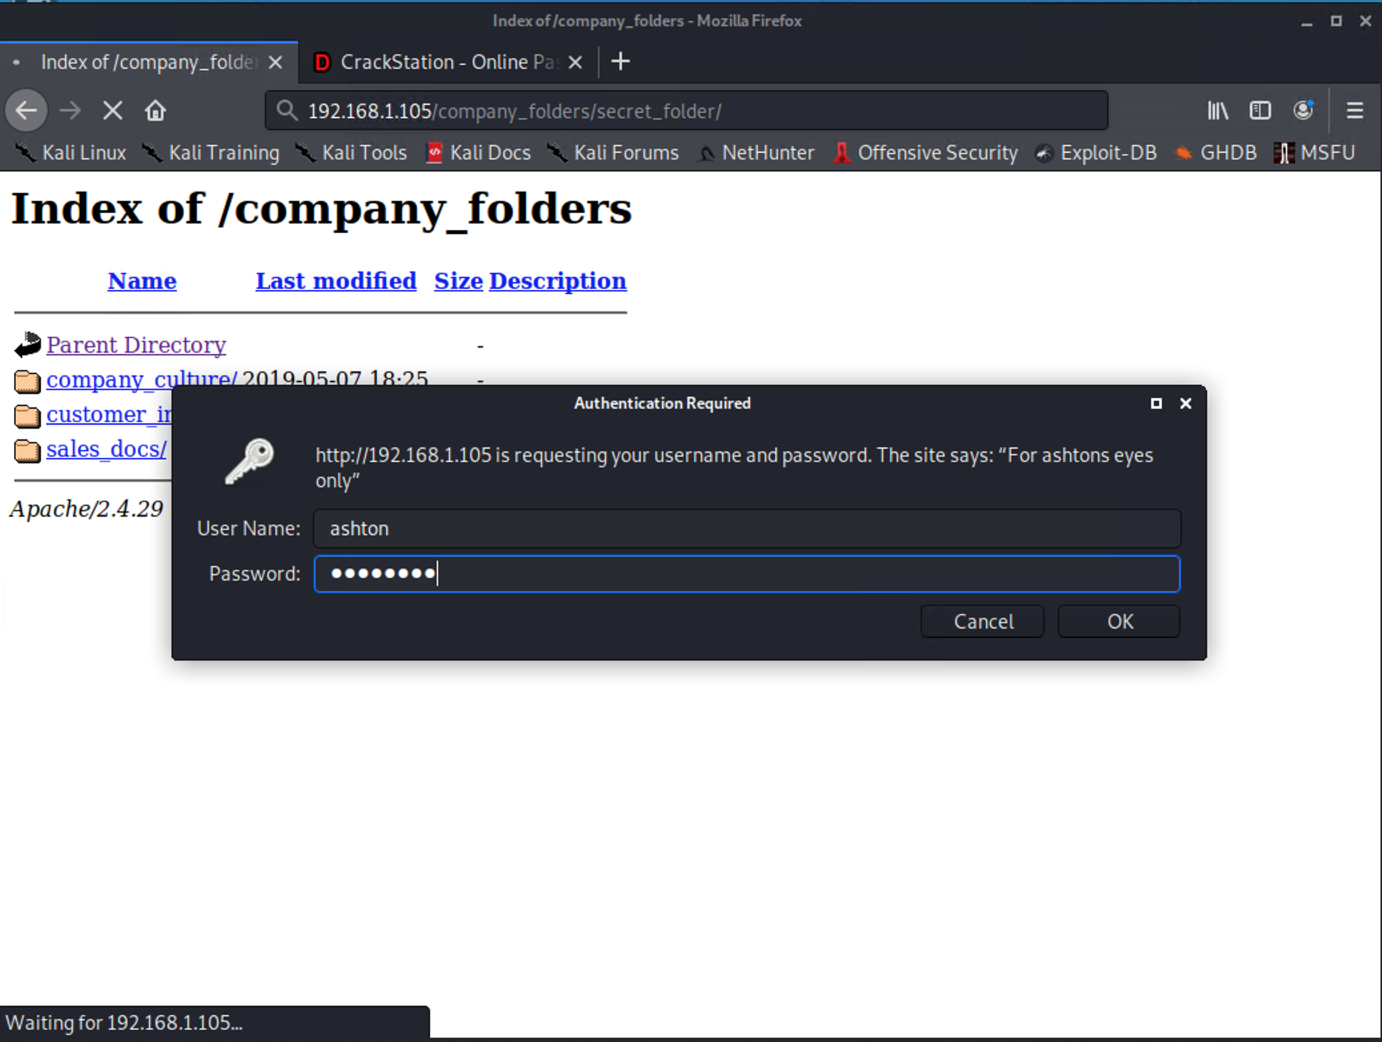 Index of /company_folders - Mozilla Firefox
Index of /company_folder
CrackStation - Online Pa
192.168.1.105/company_folders/secret_folder/
Kali Linux Kali Training Kali Tools Kali Docs Kali Forums NetHunter Offensive Security Exploit-DB GHDB MSFU
Index of /company_folders
Name Last modified Size Description
Parent Directory -
company_culture/ 2019-05-07 18:25 -
customer_in
sales_docs/
Apache/2.4.29
Authentication Required
http://192.168.1.105 is requesting your username and password. The site says: “For ashtons eyes
only”
User Name: ashton
Password: ••••••••
Cancel OK
Waiting for 192.168.1.105...